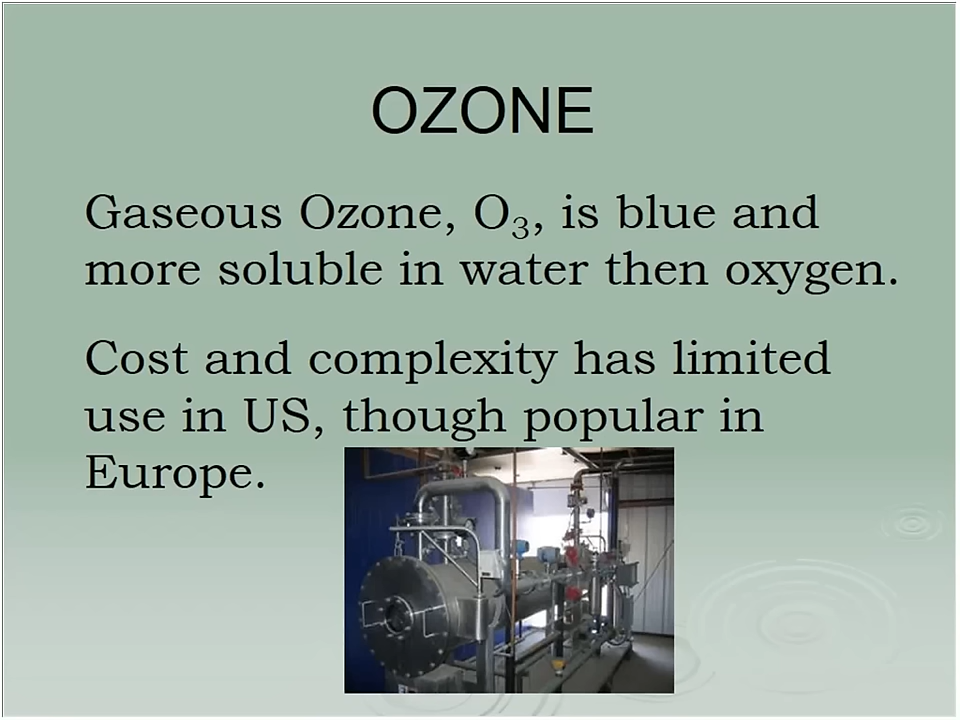 OZONE
Gaseous Ozone, O₃, is blue and
more soluble in water then oxygen.
Cost and complexity has limited
use in US, though popular in
Europe.